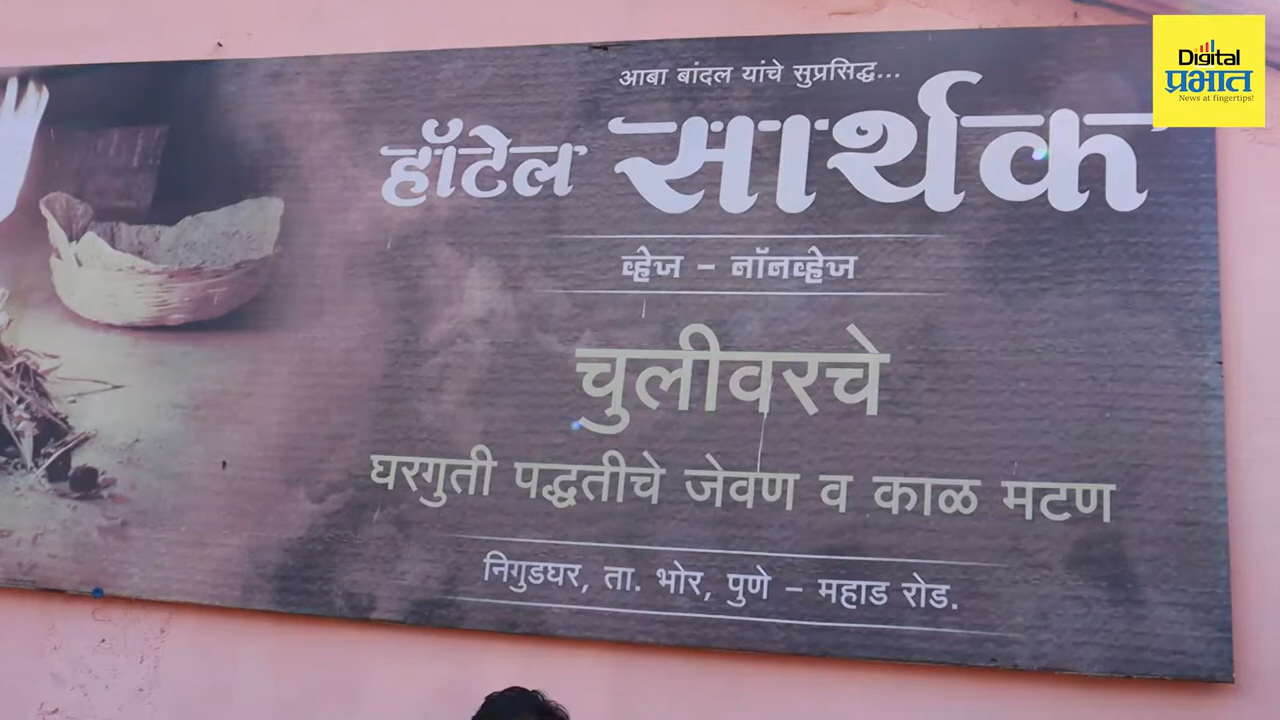 आबा बांदल यांचे सुप्रसिद्ध...
हॉटेल सार्थक
व्हेज - नॉनव्हेज
चुलीवरचे
घरगुती पद्धतीचे जेवण व काळ मटण
निगुडघर, ता. भोर, पुणे - महाड रोड.
Digital
प्रभात
News at fingertips!